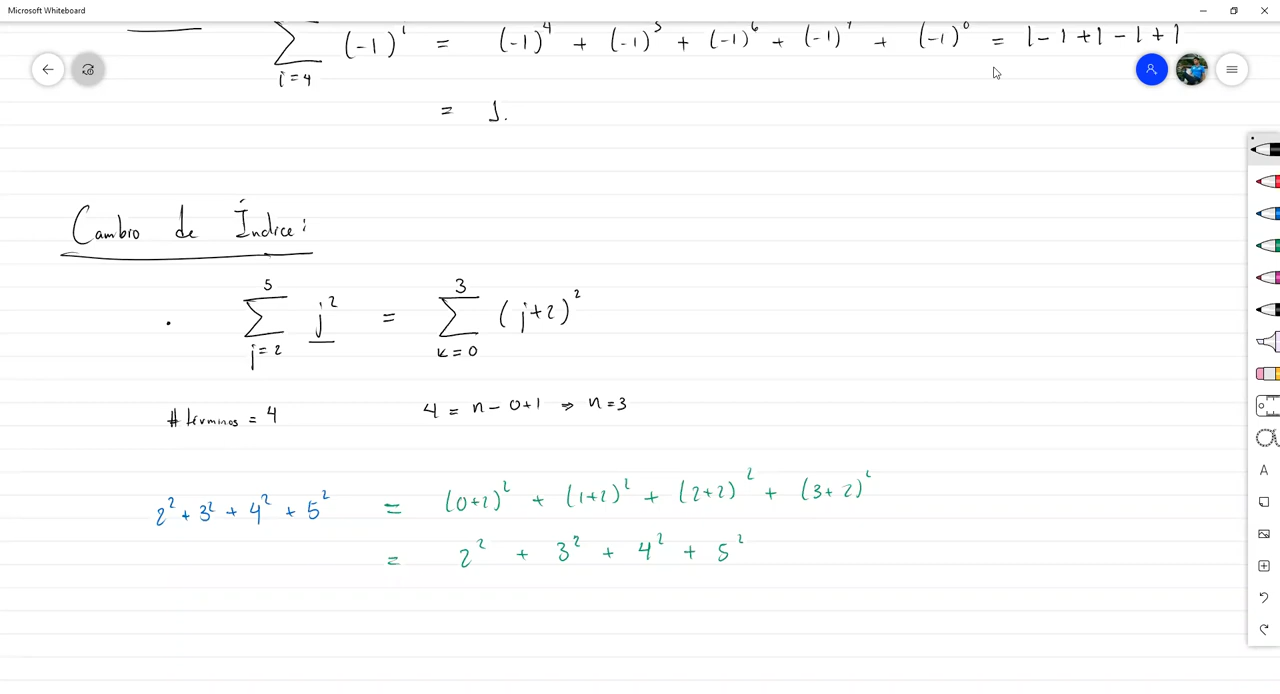 Microsoft Whiteboard
∑_{i=4} (-1)^i = (-1)^4 + (-1)^5 + (-1)^6 + (-1)^7 + (-1)^8 = 1 - 1 + 1 - 1 + 1
= 1.
Cambio de Índice:
· ∑_{j=2}^{5} j^2 = ∑_{k=0}^{3} (j+2)^2
# términos = 4 4 = n - 0 + 1 ⇒ n = 3
2^2 + 3^2 + 4^2 + 5^2 = (0+2)^2 + (1+2)^2 + (2+2)^2 + (3+2)^2
= 2^2 + 3^2 + 4^2 + 5^2